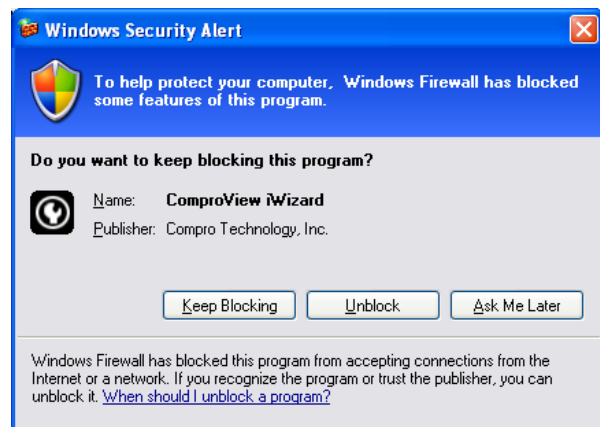 Windows Security Alert
To help protect your computer, Windows Firewall has blocked
some features of this program.
Do you want to keep blocking this program?
Name: ComproView iWizard
Publisher: Compro Technology, Inc.
Keep Blocking Unblock Ask Me Later
Windows Firewall has blocked this program from accepting connections from the
Internet or a network. If you recognize the program or trust the publisher, you can
unblock it. When should I unblock a program?